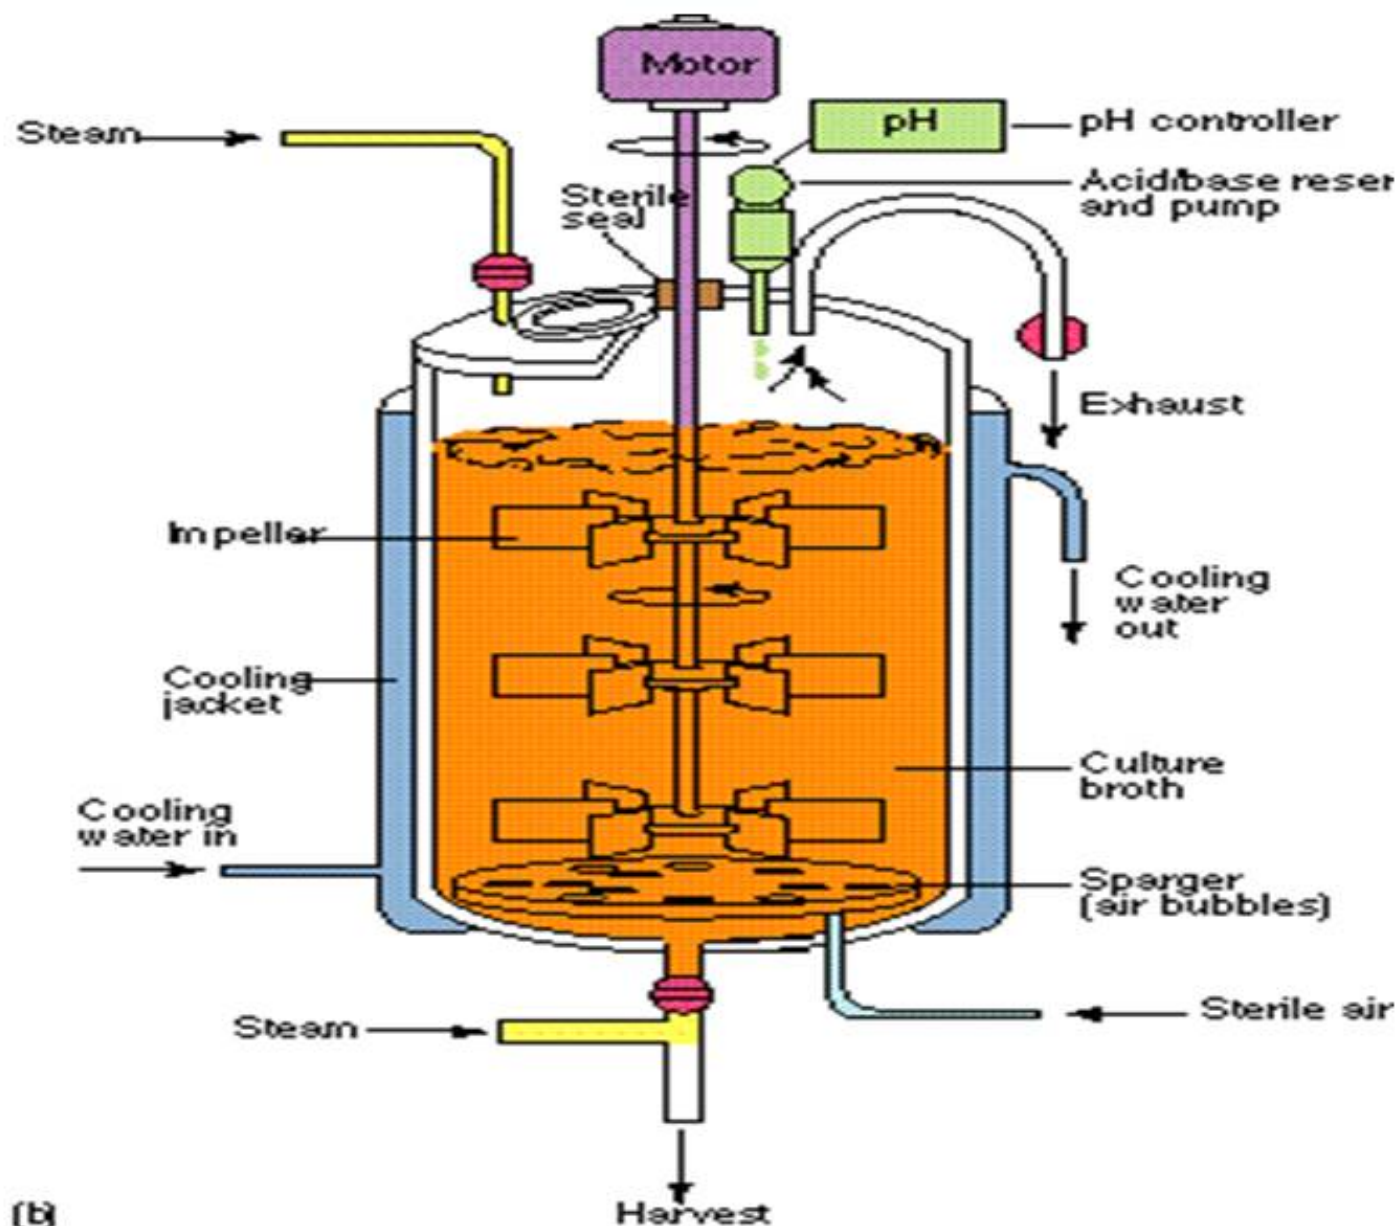 Motor
Steam
pH
pH controller
Acid/base reser
and pump
Sterile
seal
Exhaust
Impeller
Cooling
water
out
Cooling
jacket
Culture
broth
Cooling
water in
Sparger
(air bubbles)
Sterile air
Steam
Harvest
(b)